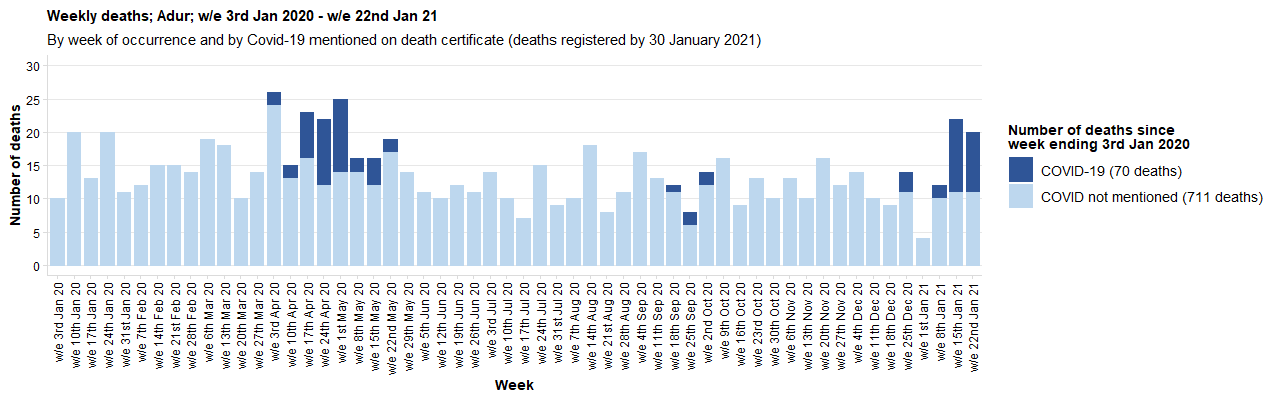 Weekly deaths; Adur; w/e 3rd Jan 2020 - w/e 22nd Jan 21
By week of occurrence and by Covid-19 mentioned on death certificate (deaths registered by 30 January 2021)
Number of deaths
30
25
20
15
10
5
0
w/e 3rd Jan 20
w/e 10th Jan 20
w/e 17th Jan 20
w/e 24th Jan 20
w/e 31st Jan 20
w/e 7th Feb 20
w/e 14th Feb 20
w/e 21st Feb 20
w/e 28th Feb 20
w/e 6th Mar 20
w/e 13th Mar 20
w/e 20th Mar 20
w/e 27th Mar 20
w/e 3rd Apr 20
w/e 10th Apr 20
w/e 17th Apr 20
w/e 24th Apr 20
w/e 1st May 20
w/e 8th May 20
w/e 15th May 20
w/e 22nd May 20
w/e 29th May 20
w/e 5th Jun 20
w/e 12th Jun 20
w/e 19th Jun 20
w/e 26th Jun 20
w/e 3rd Jul 20
w/e 10th Jul 20
w/e 17th Jul 20
w/e 24th Jul 20
w/e 31st Jul 20
w/e 7th Aug 20
w/e 14th Aug 20
w/e 21st Aug 20
w/e 28th Aug 20
w/e 4th Sep 20
w/e 11th Sep 20
w/e 18th Sep 20
w/e 25th Sep 20
w/e 2nd Oct 20
w/e 9th Oct 20
w/e 16th Oct 20
w/e 23rd Oct 20
w/e 30th Oct 20
w/e 6th Nov 20
w/e 13th Nov 20
w/e 20th Nov 20
w/e 27th Nov 20
w/e 4th Dec 20
w/e 11th Dec 20
w/e 18th Dec 20
w/e 25th Dec 20
w/e 1st Jan 21
w/e 8th Jan 21
w/e 15th Jan 21
w/e 22nd Jan 21
Week
Number of deaths since
week ending 3rd Jan 2020
COVID-19 (70 deaths)
COVID not mentioned (711 deaths)